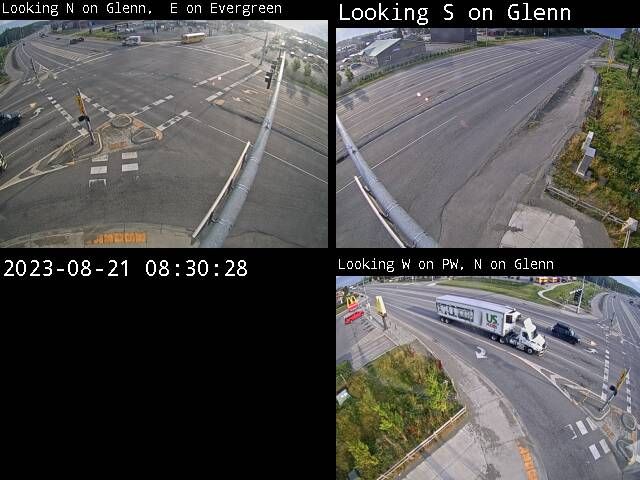 Looking N on Glenn,  E on Evergreen
Looking S on Glenn
2023-08-21 08:30:28
Looking W on PW, N on Glenn
US